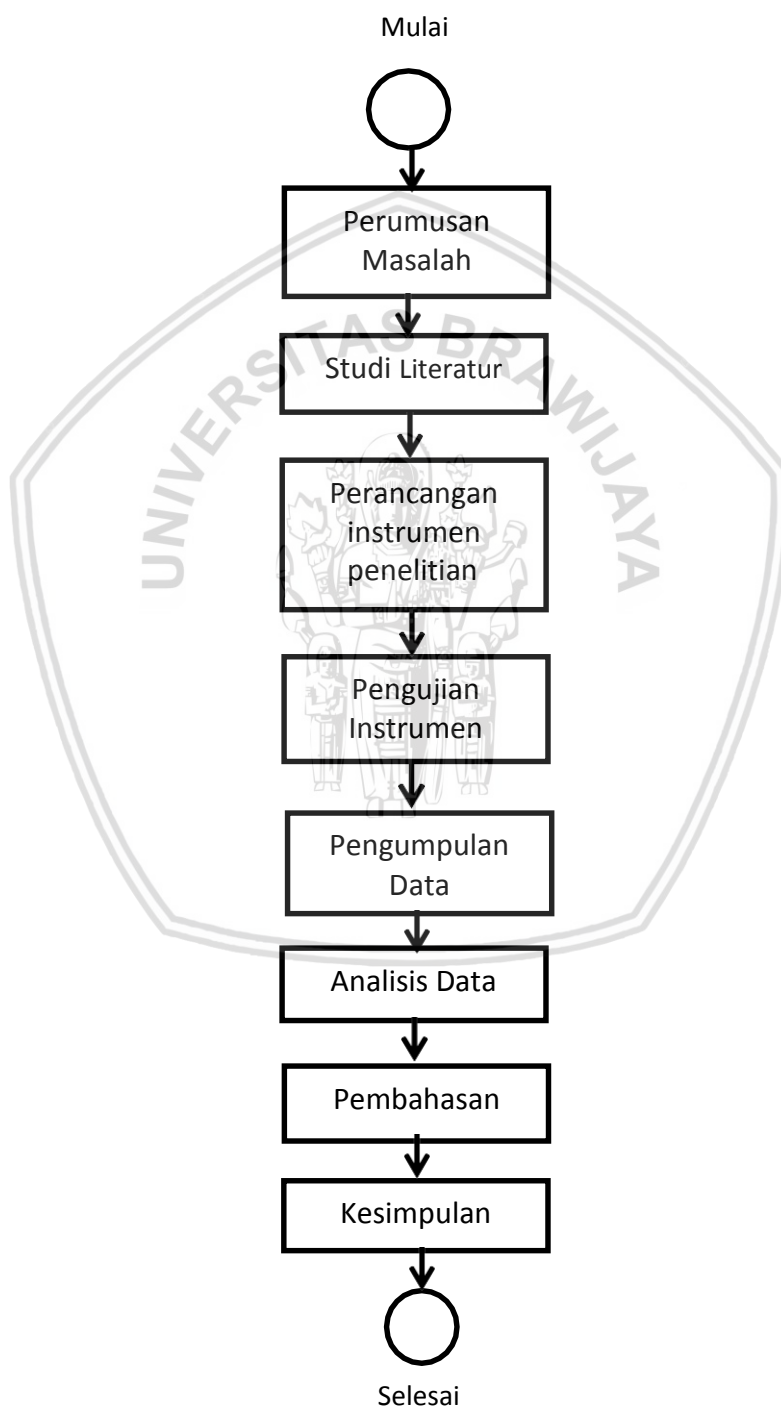 Mulai
Perumusan
Masalah
UNIVERSITAS BRAWIJAYA
Studi Literatur
Perancangan
instrumen
penelitian
Pengujian
Instrumen
Pengumpulan
Data
Analisis Data
Pembahasan
Kesimpulan
Selesai